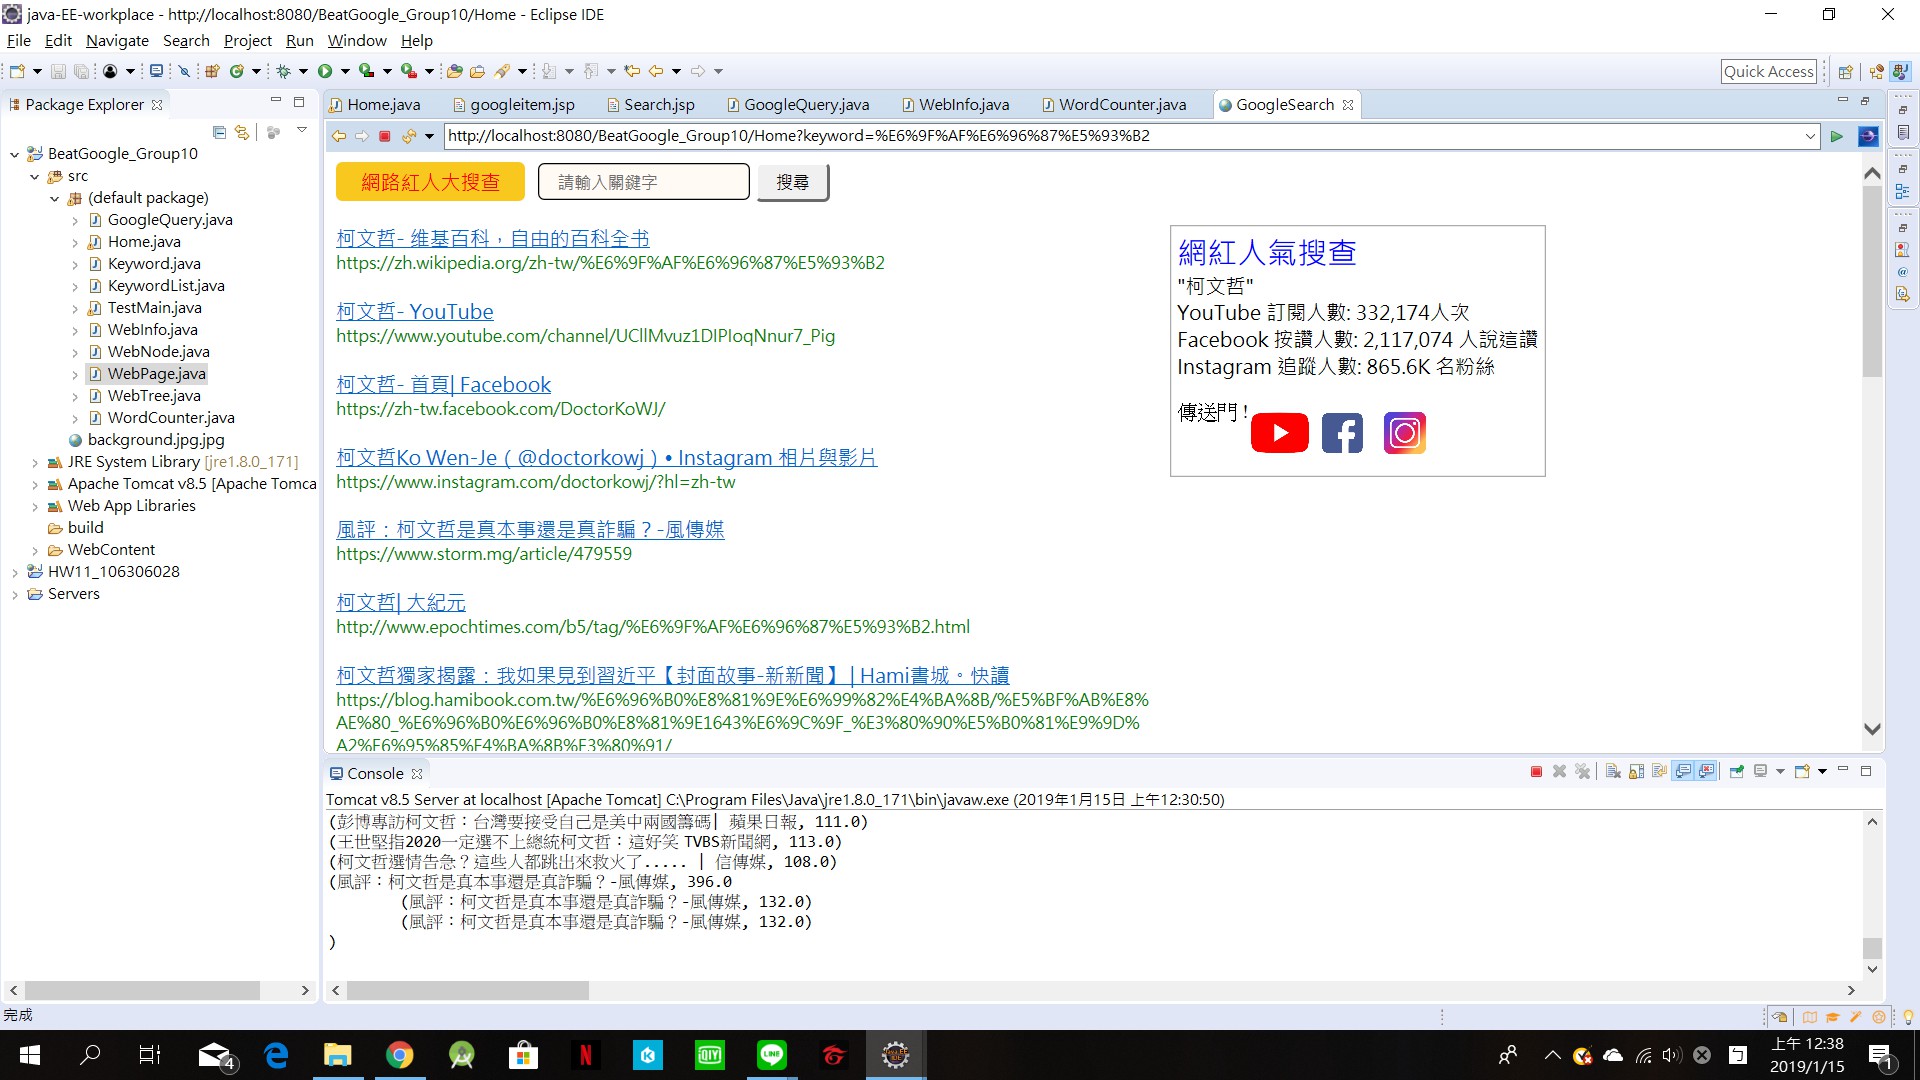 java-EE-workplace - http://localhost:8080/BeatGoogle_Group10/Home - Eclipse IDE
File Edit Navigate Search Project Run Window Help
Quick Access
Package Explorer
BeatGoogle_Group10
src
(default package)
GoogleQuery.java
Home.java
Keyword.java
KeywordList.java
TestMain.java
WebInfo.java
WebNode.java
WebPage.java
WebTree.java
WordCounter.java
background.jpg.jpg
JRE System Library [jre1.8.0_171]
Apache Tomcat v8.5 [Apache Tomca
Web App Libraries
build
WebContent
HW11_106306028
Servers
Home.java googleitem.jsp Search.jsp GoogleQuery.java WebInfo.java WordCounter.java GoogleSearch
http://localhost:8080/BeatGoogle_Group10/Home?keyword=%E6%9F%AF%E6%96%87%E5%93%B2
網路紅人大搜查 請輸入關鍵字 搜尋
柯文哲- 维基百科，自由的百科全书
https://zh.wikipedia.org/zh-tw/%E6%9F%AF%E6%96%87%E5%93%B2
柯文哲- YouTube
https://www.youtube.com/channel/UCllMvuz1DIPIoqNnur7_Pig
柯文哲- 首頁| Facebook
https://zh-tw.facebook.com/DoctorKoWJ/
柯文哲Ko Wen-Je ( @doctorkowj ) • Instagram 相片與影片
https://www.instagram.com/doctorkowj/?hl=zh-tw
風評：柯文哲是真本事還是真詐騙？-風傳媒
https://www.storm.mg/article/479559
柯文哲| 大紀元
http://www.epochtimes.com/b5/tag/%E6%9F%AF%E6%96%87%E5%93%B2.html
柯文哲獨家揭露：我如果見到習近平【封面故事-新新聞】 | Hami書城。快讀
https://blog.hamibook.com.tw/%E6%96%B0%E8%81%9E%E6%99%82%E4%BA%8B/%E5%BF%AB%E8%
AE%80_%E6%96%B0%E6%96%B0%E8%81%9E1643%E6%9C%9F_%E3%80%90%E5%B0%81%E9%9D%
A2%E6%95%85%E4%BA%8B%E3%80%91/
網紅人氣搜查
"柯文哲"
YouTube 訂閱人數: 332,174人次
Facebook 按讚人數: 2,117,074 人說這讚
Instagram 追蹤人數: 865.6K 名粉絲
傳送門 !
Console
Tomcat v8.5 Server at localhost [Apache Tomcat] C:\Program Files\Java\jre1.8.0_171\bin\javaw.exe (2019年1月15日 上午12:30:50)
(彭博專訪柯文哲：台灣要接受自己是美中兩國籌碼| 蘋果日報, 111.0)
(王世堅指2020一定選不上總統柯文哲：這好笑 TVBS新聞網, 113.0)
(柯文哲選情告急？這些人都跳出來救火了..... | 信傳媒, 108.0)
(風評：柯文哲是真本事還是真詐騙？-風傳媒, 396.0
(風評：柯文哲是真本事還是真詐騙？-風傳媒, 132.0)
(風評：柯文哲是真本事還是真詐騙？-風傳媒, 132.0)
)
完成
4
N
iQIYI
LINE
上午 12:38
2019/1/15
1